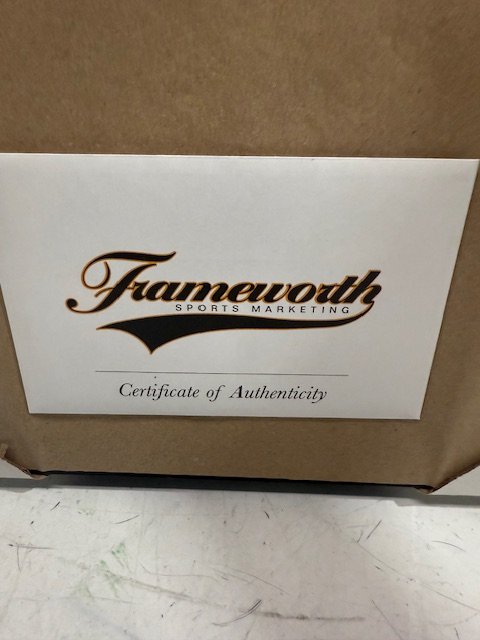 Frameworth
SPORTS MARKETING
Certificate of Authenticity